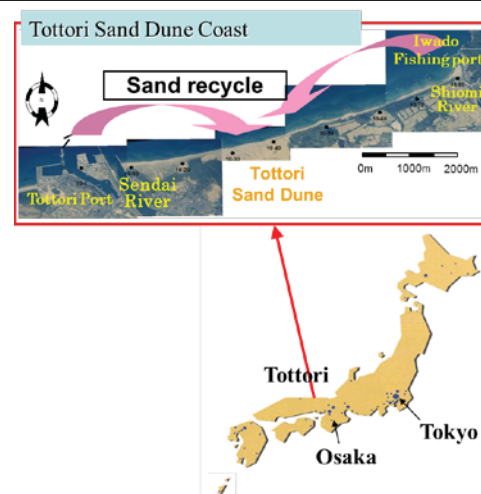 Tottori Sand Dune Coast
Iwado
Fishing port
Sand recycle
Shiomi
River
0m 1000m 2000m
Tottori
Sand Dune
Sendai
River
Tottori Port
Tottori
Tokyo
Osaka